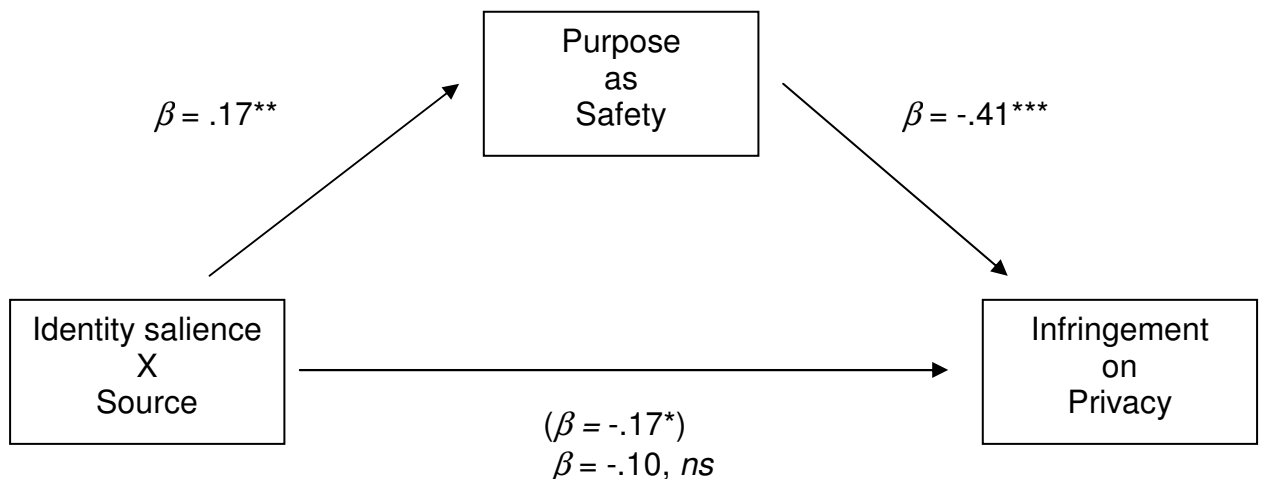 Purpose
as
Safety
β = .17**
β = -.41***
Identity salience
X
Source
Infringement
on
Privacy
(β = -.17*)
β = -.10, ns